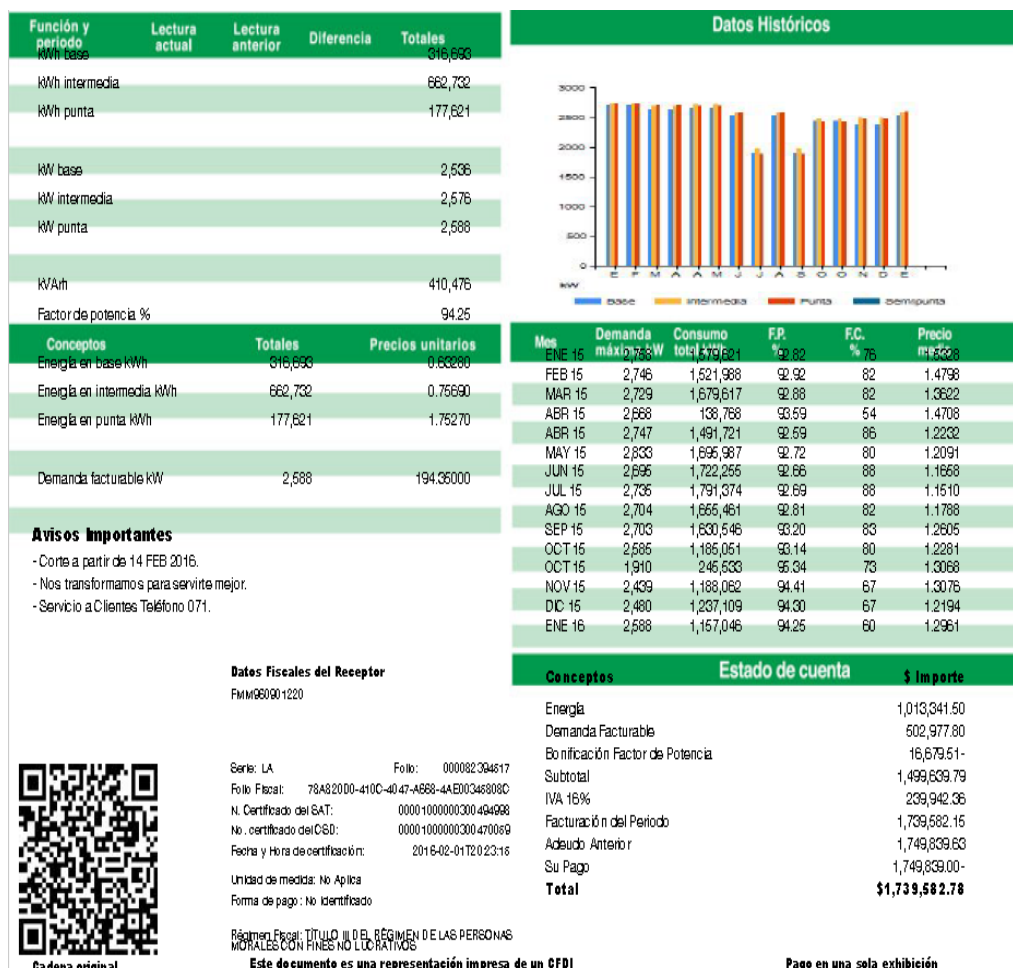 Función y periodo Lectura actual Lectura anterior Diferencia Totales
kWh base 316,693
kWh intermedia 662,732
kWh punta 177,621
kW base 2,536
kW intermedia 2,576
kW punta 2,588
kVArh 410,476
Factor de potencia % 94.25
Conceptos Totales Precios unitarios
Energía en base kWh 316,693 0.63280
Energía en intermedia kWh 662,732 0.75690
Energía en punta kWh 177,621 1.75270
Demanda facturable kW 2,588 194.35000
Avisos Importantes
- Corte a partir de 14 FEB 2016.
- Nos transformamos para servirte mejor.
- Servicio a Clientes Teléfono 071.
Datos Históricos
3000
2500
2000
1500
1000
500
0
E F M A A M J J A S O O N D E
kW
Base Intermedia Punta Semipunta
Mes Demanda máxima kW Consumo total kWh F.P. % F.C. % Precio medio
ENE 15 2,758 1,579,621 92.82 76
FEB 15 2,746 1,521,988 92.92 82 1.4798
MAR 15 2,729 1,679,617 92.88 82 1.3622
ABR 15 2,668 138,768 93.59 54 1.4708
ABR 15 2,747 1,491,721 92.59 86 1.2232
MAY 15 2,833 1,695,987 92.72 80 1.2091
JUN 15 2,695 1,722,255 92.66 88 1.1658
JUL 15 2,735 1,791,374 92.69 88 1.1510
AGO 15 2,704 1,655,461 92.81 82 1.1788
SEP 15 2,703 1,630,546 93.20 83 1.2605
OCT 15 2,585 1,185,051 93.14 80 1.2281
OCT 15 1,910 245,533 95.34 73 1.3068
NOV 15 2,439 1,188,062 94.41 67 1.3076
DIC 15 2,480 1,237,109 94.30 67 1.2194
ENE 16 2,588 1,157,046 94.25 60 1.2961
Estado de cuenta
Conceptos $ Importe
Energía 1,013,341.50
Demanda Facturable 502,977.80
Bonificación Factor de Potencia 16,679.51-
Subtotal 1,499,639.79
IVA 16% 239,942.36
Facturación del Periodo 1,739,582.15
Adeudo Anterior 1,749,839.63
Su Pago 1,749,839.00-
Total $1,739,582.78
Datos Fiscales del Receptor
FMM960901220
Serie: LA Folio: 000082394617
Folio Fiscal: 78A820D0-410C-4047-A668-4AE00346808C
N. Certificado del SAT: 00001000000300494998
No. certificado del CSD: 00001000000300470069
Fecha y Hora de certificación: 2016-02-01T20:23:16
Unidad de medida: No Aplica
Forma de pago: No Identificado
Régimen Fiscal: TÍTULO III DEL RÉGIMEN DE LAS PERSONAS
MORALES CON FINES NO LUCRATIVOS
Cadena original
Este documento es una representación impresa de un CFDI
Pago en una sola exhibición